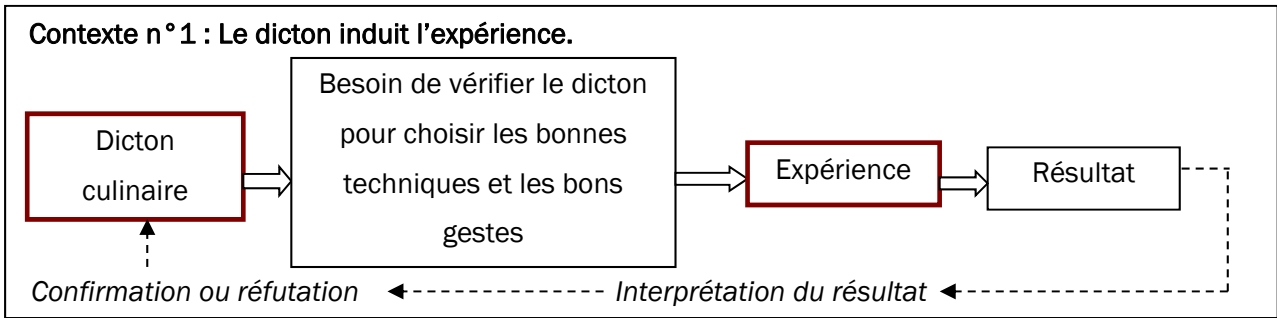 Contexte n°1 : Le dicton induit l’expérience.
Dicton
culinaire
Besoin de vérifier le dicton
pour choisir les bonnes
techniques et les bons
gestes
Expérience
Résultat
Confirmation ou réfutation
Interprétation du résultat